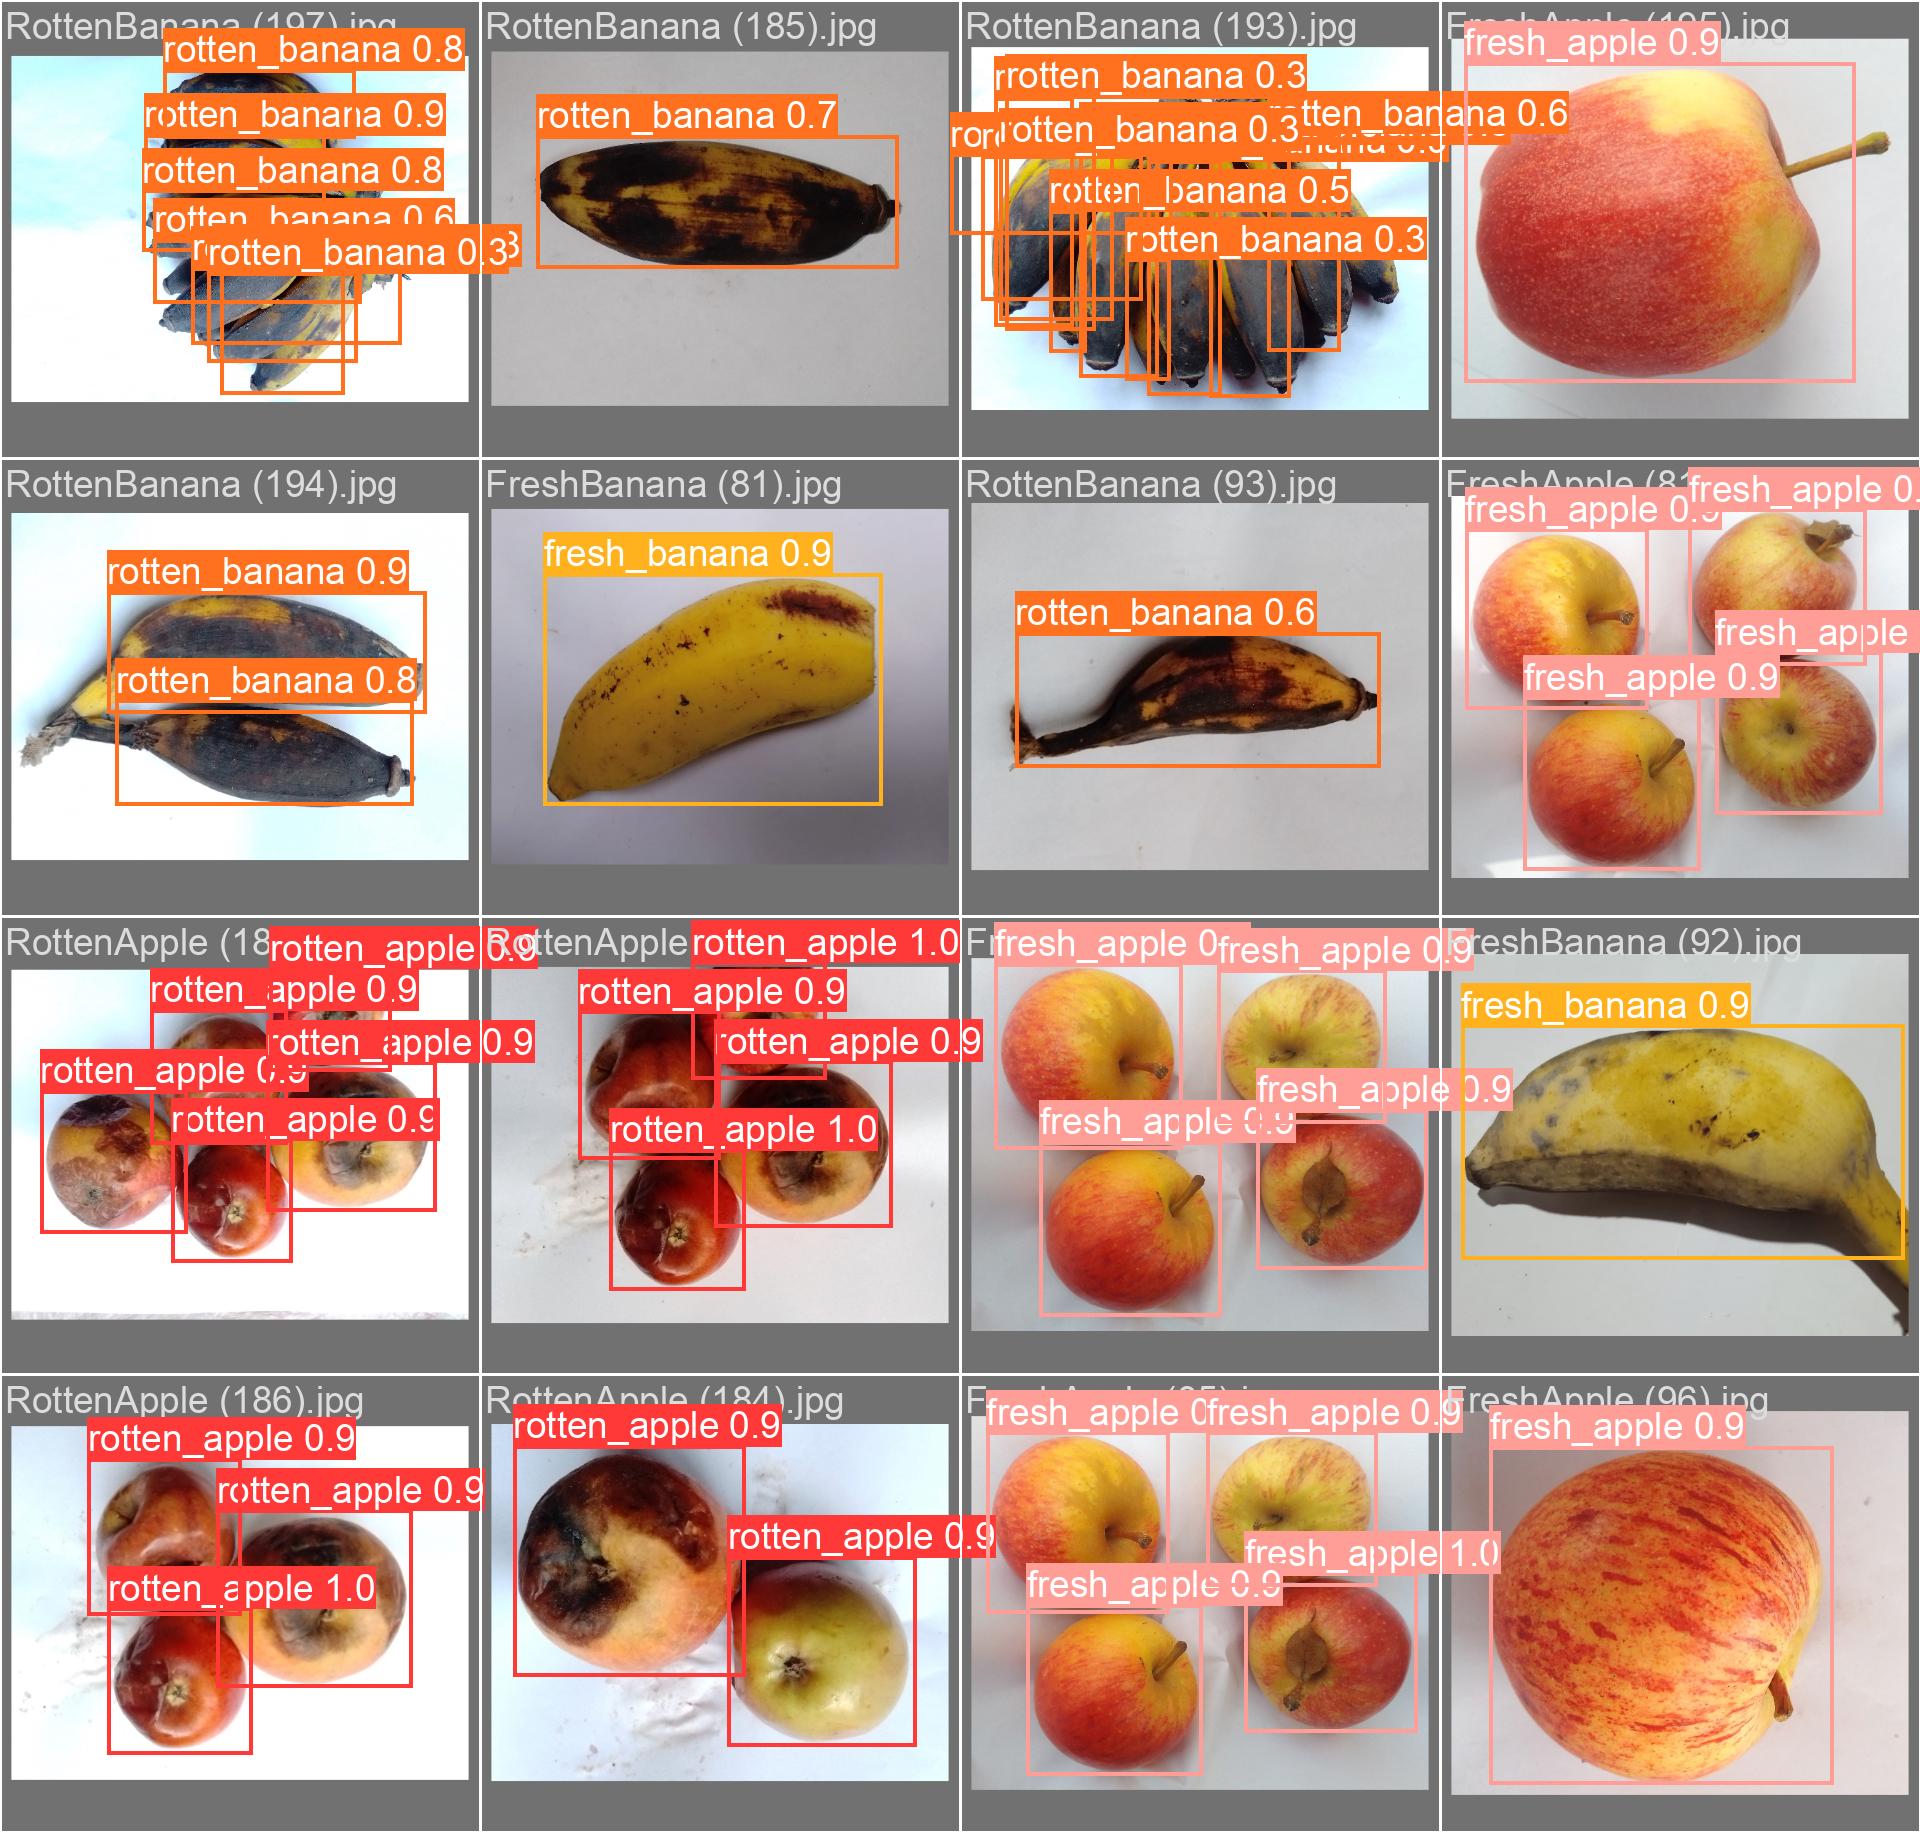 RottenBanana (197).jpg
rotten_banana 0.8
rotten_banana 0.9
rotten_banana 0.8
rotten_banana 0.6
rotten_banana 0.3
RottenBanana (185).jpg
rotten_banana 0.7
RottenBanana (193).jpg
rotten_banana 0.3
rotten_banana 0.6
rotten_banana 0.3
rotten_banana 0.5
rotten_banana 0.3
FreshApple (195).jpg
fresh_apple 0.9
RottenBanana (194).jpg
rotten_banana 0.9
rotten_banana 0.8
FreshBanana (81).jpg
fresh_banana 0.9
RottenBanana (93).jpg
rotten_banana 0.6
FreshApple (81
fresh_apple 0.
fresh_apple 0.9
fresh_apple
fresh_apple 0.9
RottenApple (18
rotten_apple 0.9
rotten_apple 0.9
rotten_apple 0.9
rotten_apple 0.9
rotten_apple 0.9
RottenApple
rotten_apple 1.0
rotten_apple 0.9
rotten_apple 0.9
rotten_apple 1.0
fresh_apple 0.
fresh_apple 0.9
fresh_apple 0.9
fresh_apple 0.9
FreshBanana (92).jpg
fresh_banana 0.9
RottenApple (186).jpg
rotten_apple 0.9
rotten_apple 0.9
rotten_apple 1.0
RottenApple (184).jpg
rotten_apple 0.9
rotten_apple 0.9
fresh_apple 0
fresh_apple 0.9
fresh_apple 1.0
fresh_apple 0.9
FreshApple (96).jpg
fresh_apple 0.9